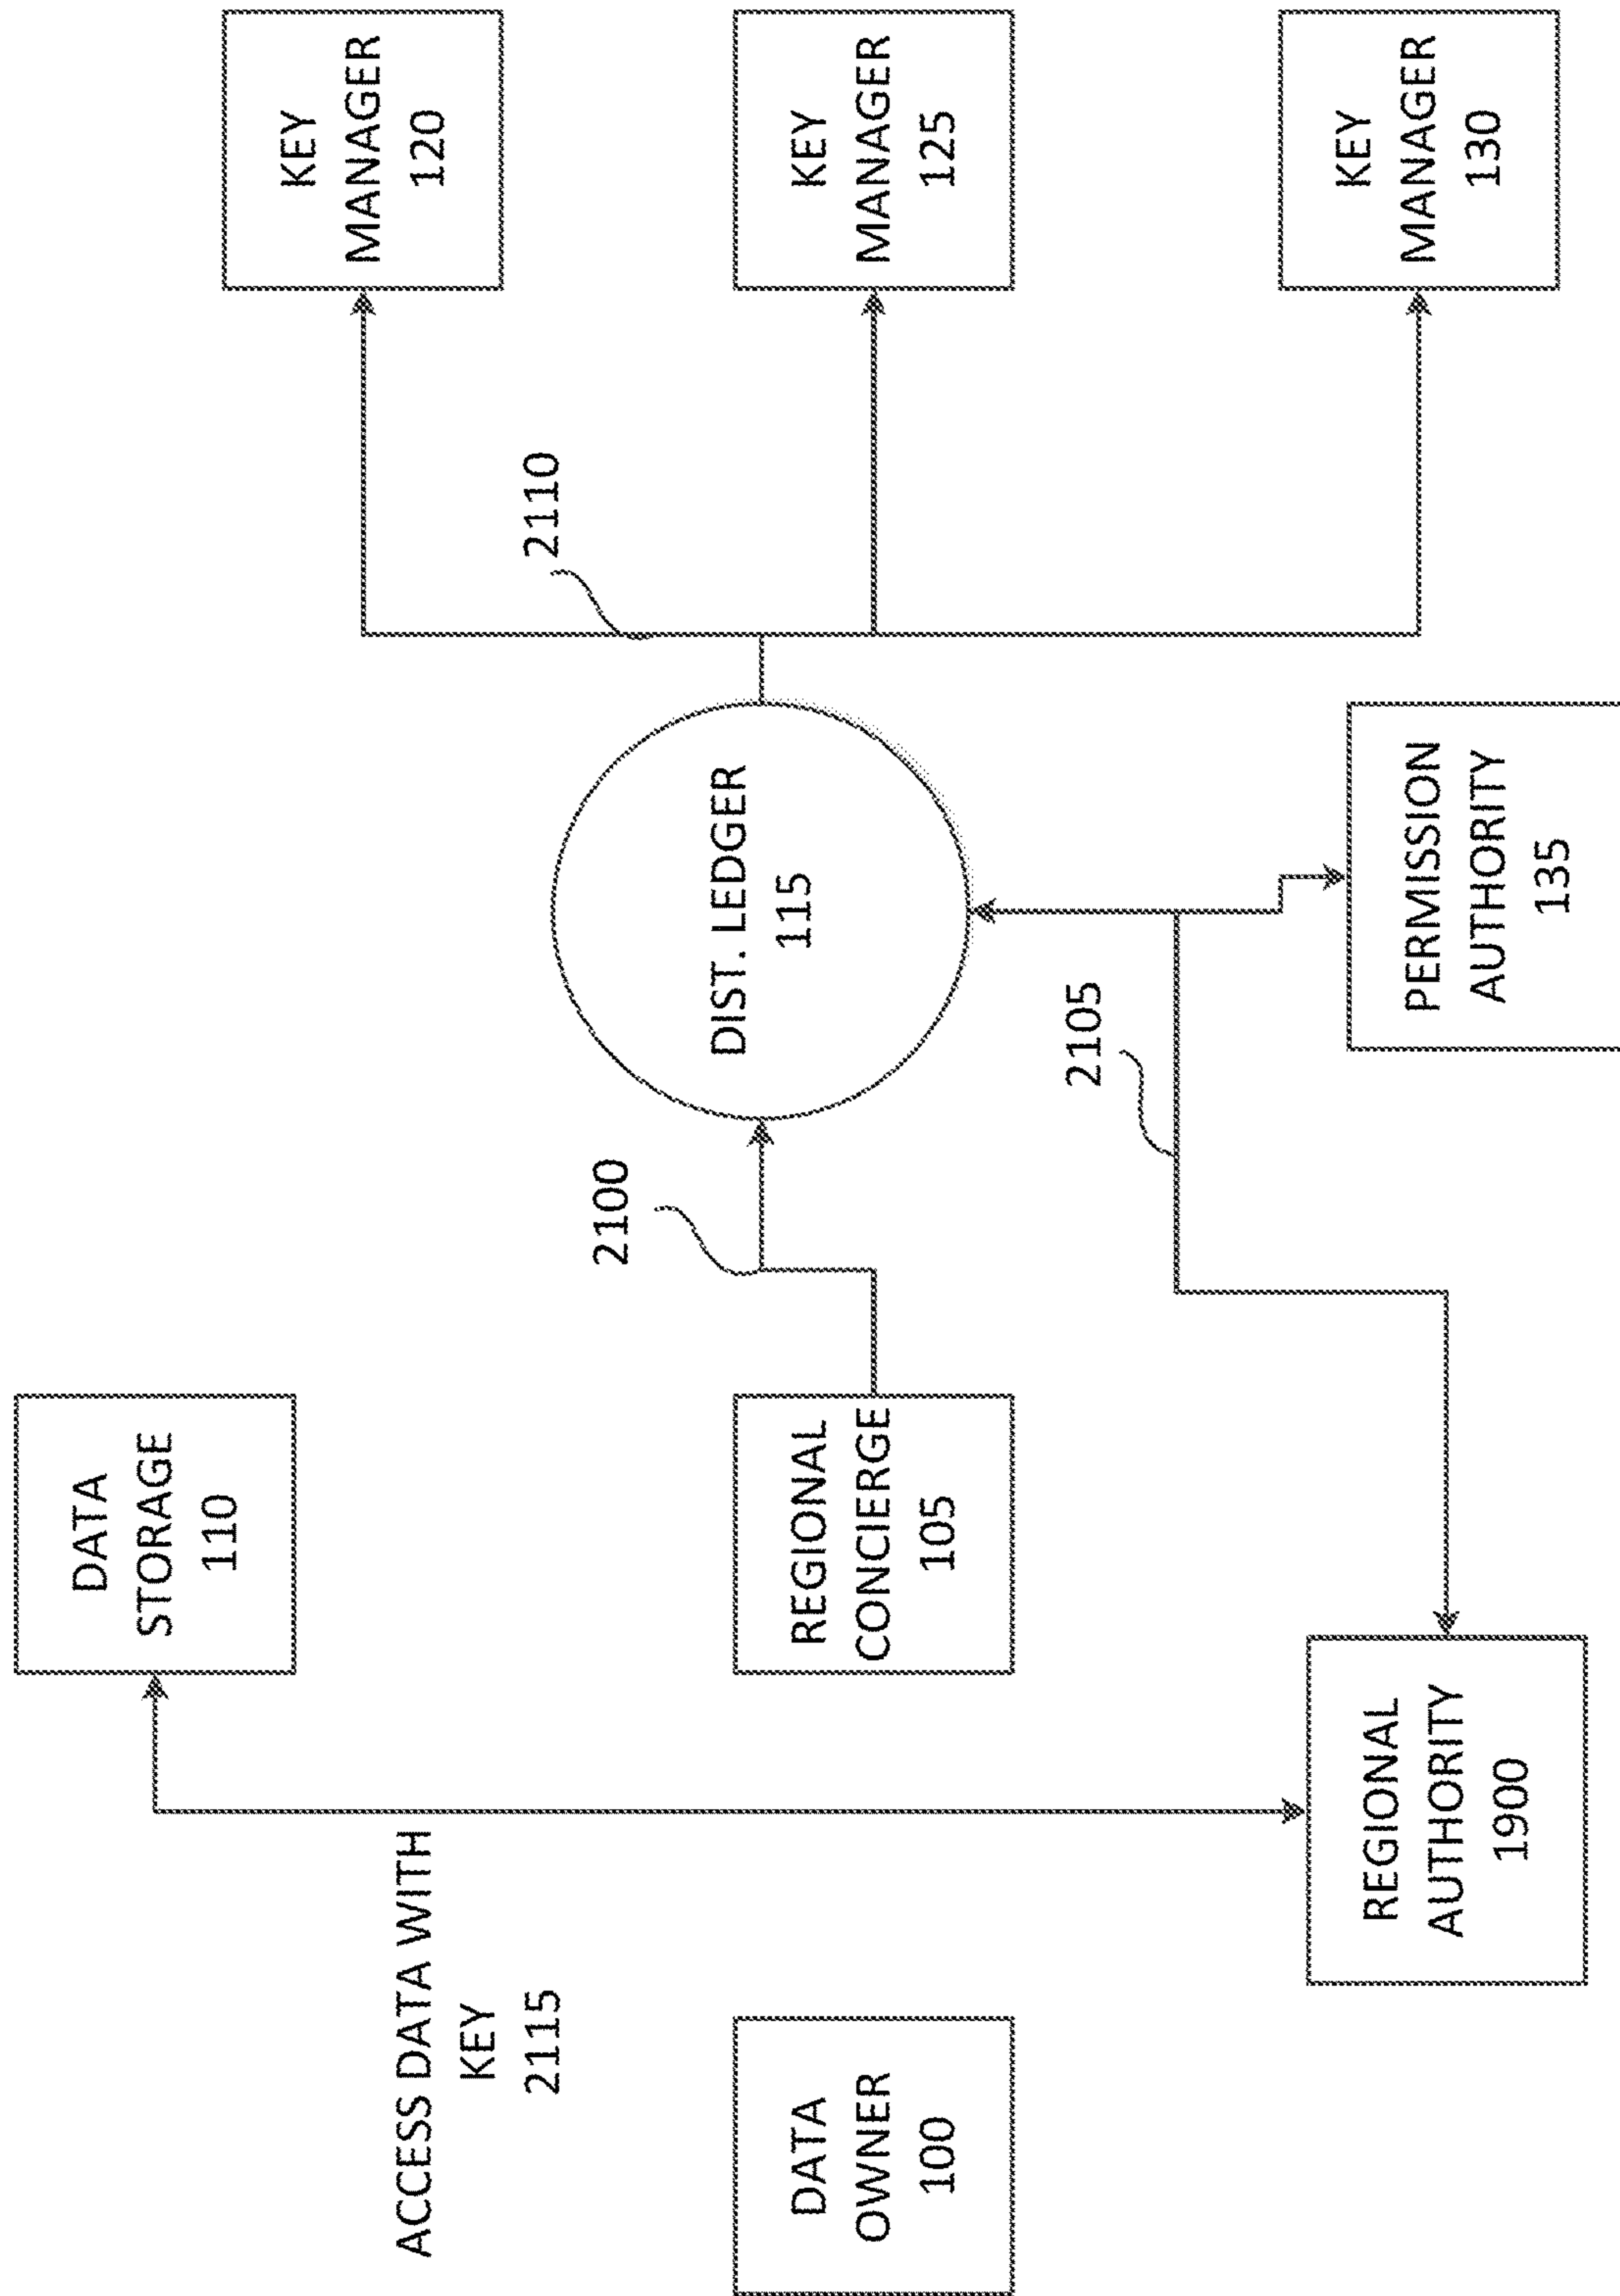 DATA
STORAGE
110
KEY
MANAGER
120
ACCESS DATA WITH
KEY
2115
2110
2100
DATA
OWNER
100
REGIONAL
CONCIERGE
105
DIST. LEDGER
115
KEY
MANAGER
125
2105
REGIONAL
AUTHORITY
1900
PERMISSION
AUTHORITY
135
KEY
MANAGER
130